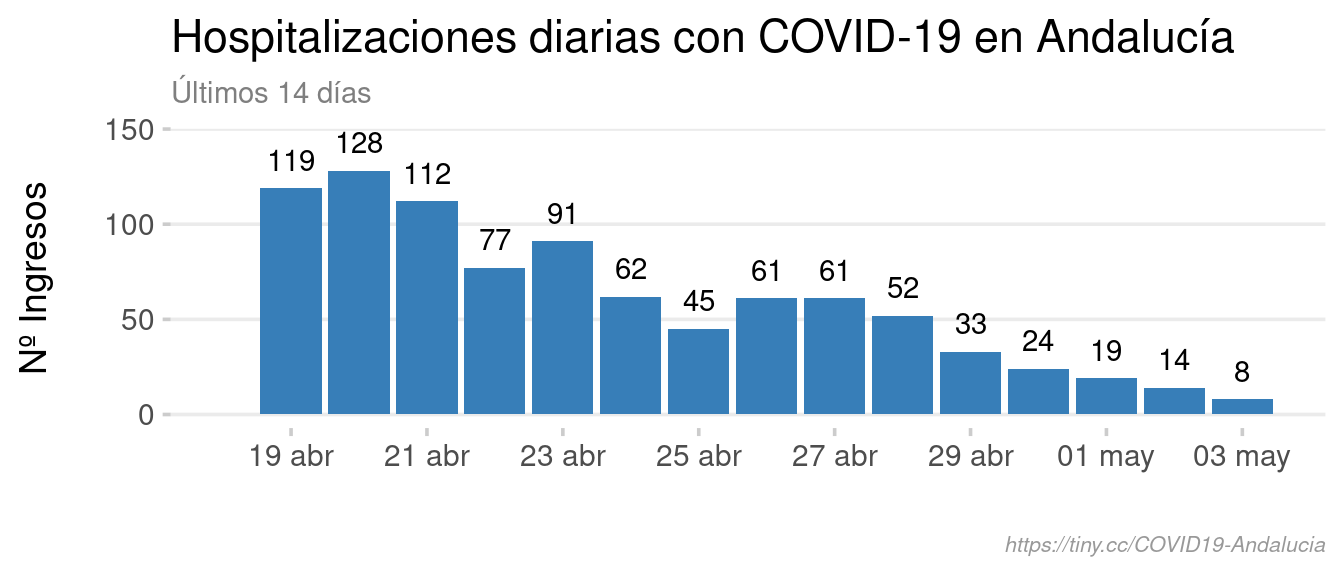 Hospitalizaciones diarias con COVID-19 en Andalucía
Últimos 14 días
Nº Ingresos
150
100
50
0
119
128
112
77
91
62
45
61
61
52
33
24
19
14
8
19 abr
21 abr
23 abr
25 abr
27 abr
29 abr
01 may
03 may
https://tiny.cc/COVID19-Andalucia